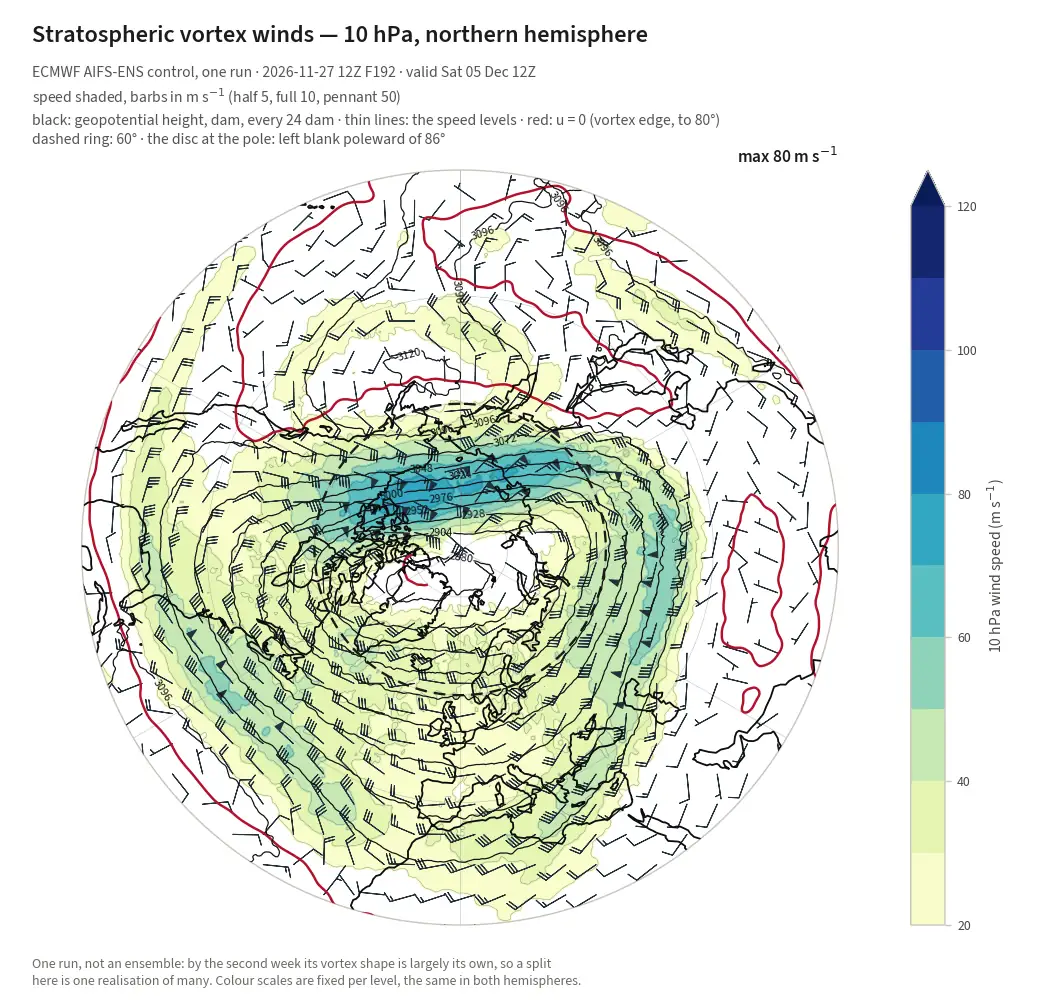 Stratospheric vortex winds — 10 hPa, northern hemisphere
ECMWF AIFS-ENS control, one run · 2026-11-27 12Z F192 · valid Sat 05 Dec 12Z
speed shaded, barbs in m s⁻¹ (half 5, full 10, pennant 50)
black: geopotential height, dam, every 24 dam · thin lines: the speed levels · red: u = 0 (vortex edge, to 80°)
dashed ring: 60° · the disc at the pole: left blank poleward of 86°
max 80 m s⁻¹
120
100
80
60
40
20
10 hPa wind speed (m s⁻¹)
3096
3096
3096
3096
3120
3096
3072
3048
2976
2928
2904
3096
One run, not an ensemble: by the second week its vortex shape is largely its own, so a split
here is one realisation of many. Colour scales are fixed per level, the same in both hemispheres.